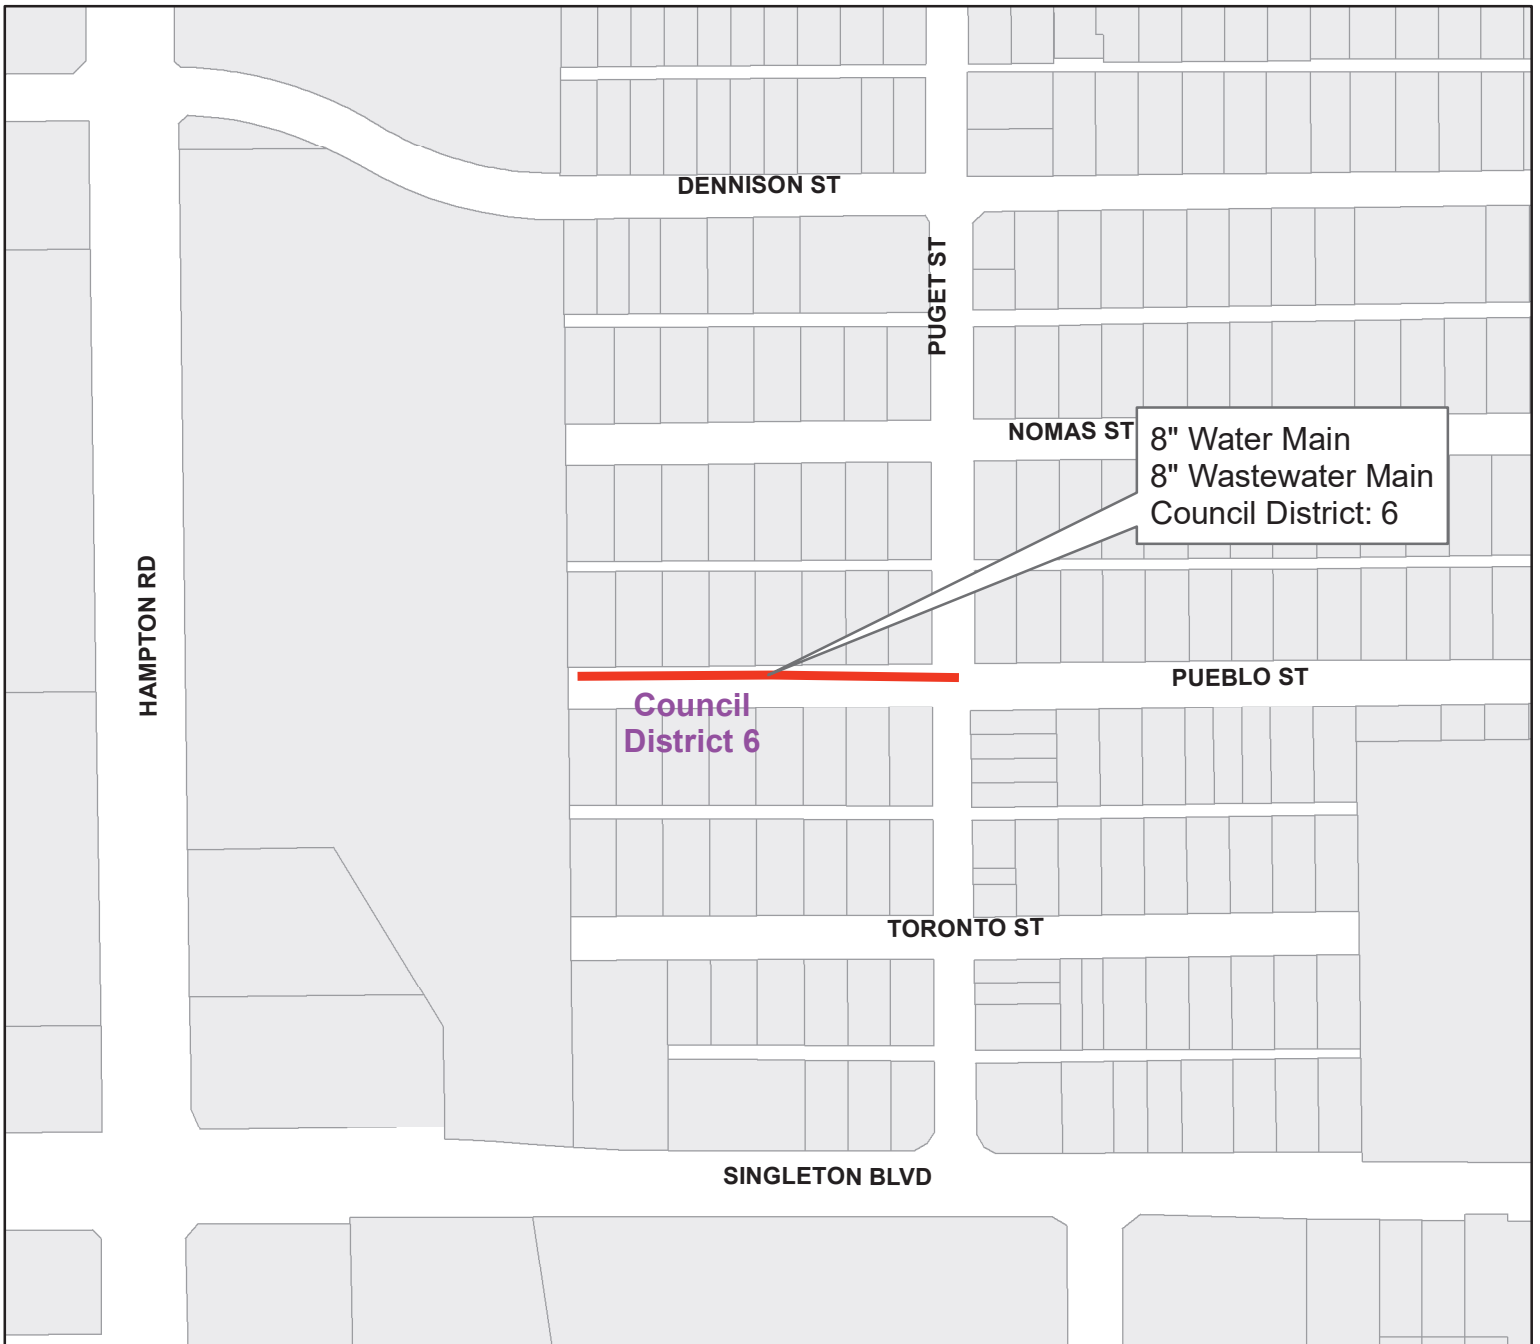 DENNISON ST
PUGET ST
NOMAS ST
8" Water Main
8" Wastewater Main
Council District: 6
HAMPTON RD
PUEBLO ST
Council
District 6
TORONTO ST
SINGLETON BLVD